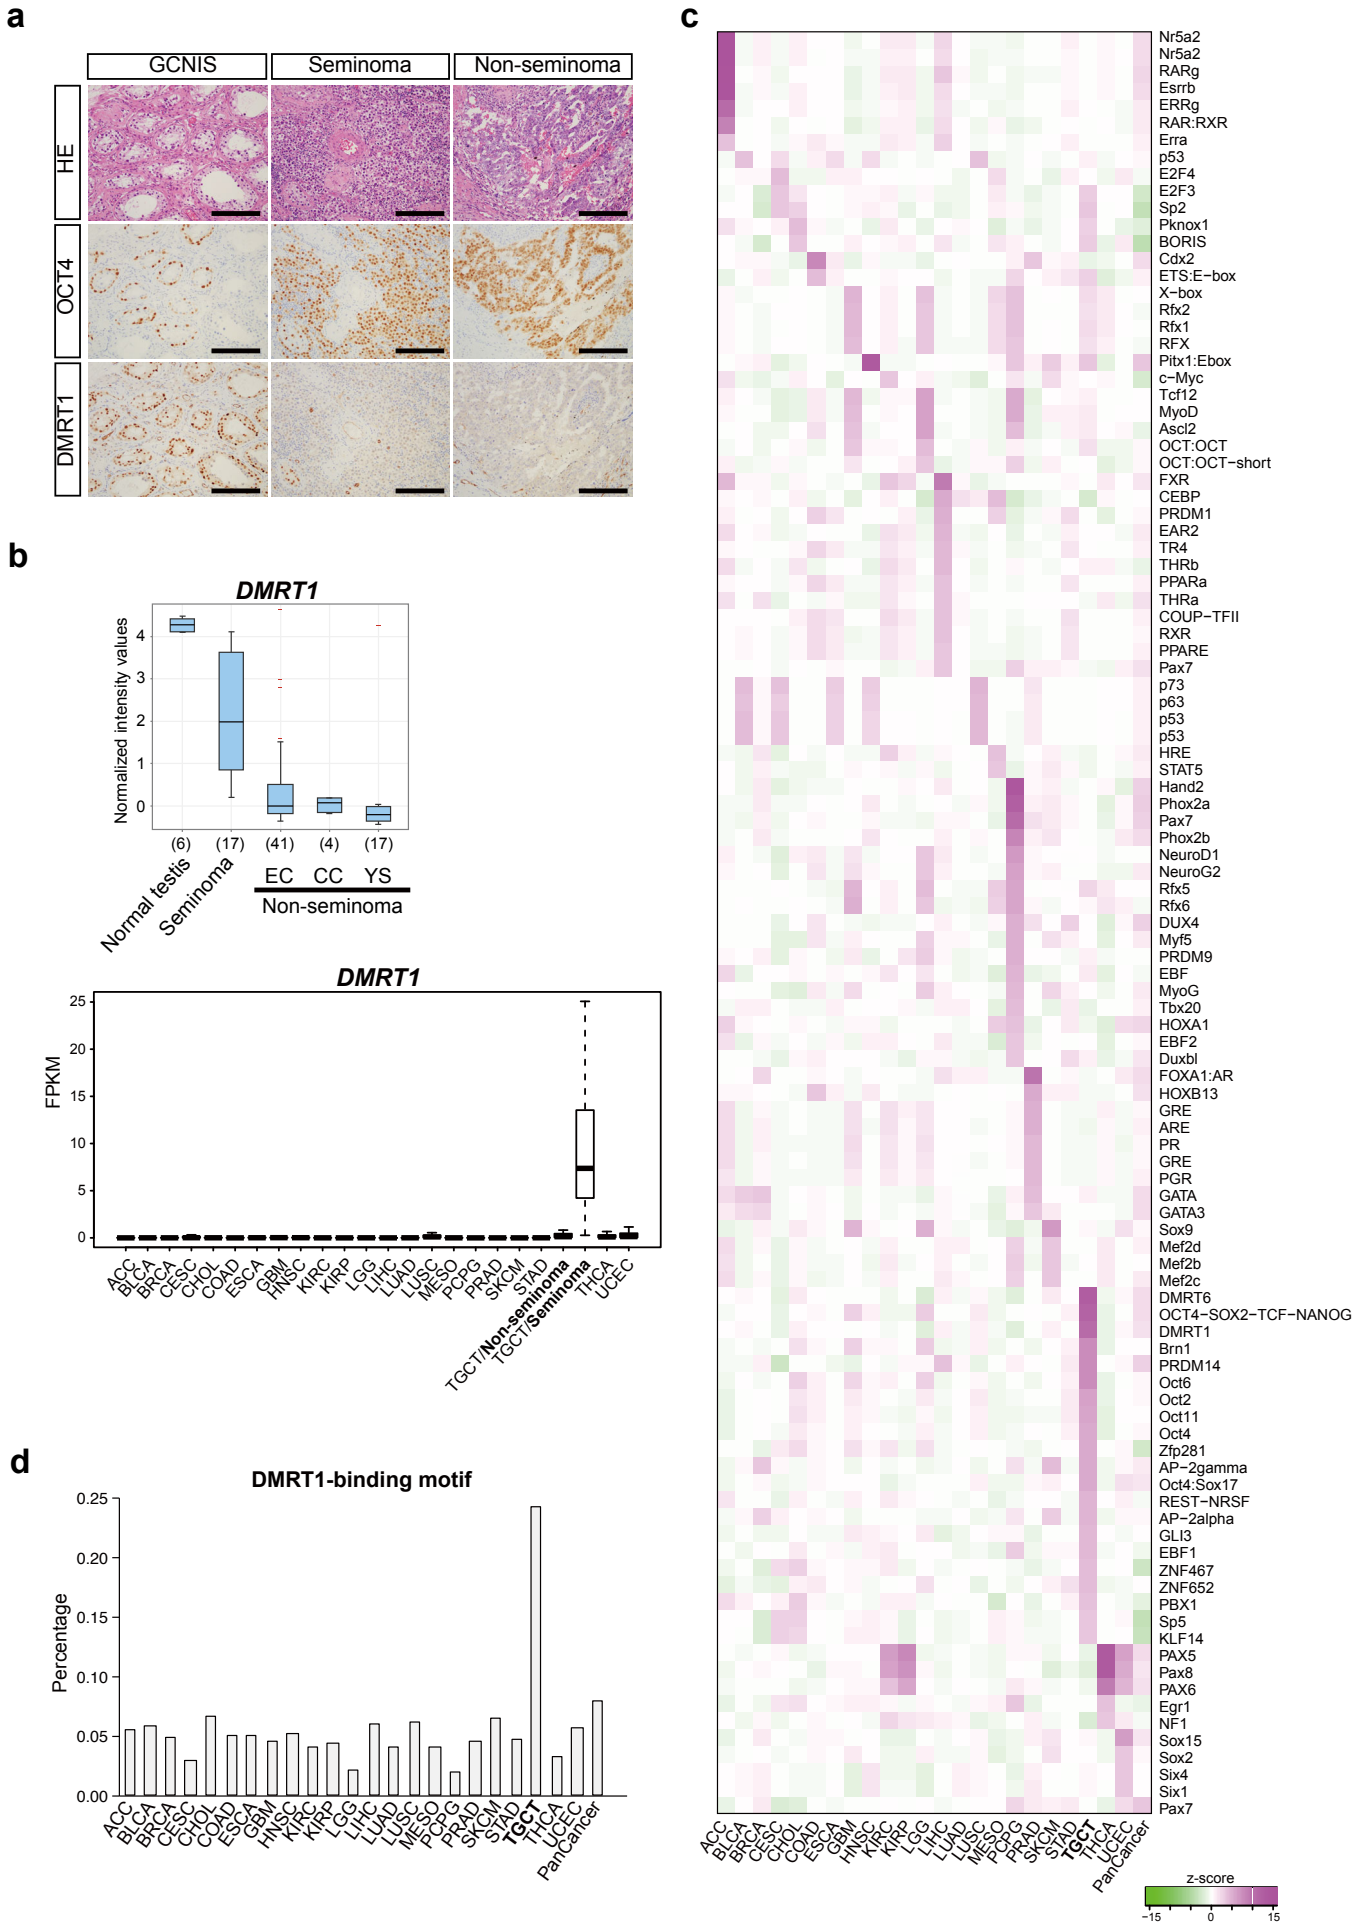 a
GCNIS Seminoma Non-seminoma
HE
OCT4
DMRT1
b
DMRT1
Normalized intensity values
4
3
2
1
0
(6) (17) (41) (4) (17)
Normal testis Seminoma EC CC YS
Non-seminoma
DMRT1
FPKM
25
20
15
10
5
0
ACC BLCA BRCA CESC CHOL COAD ESCA GBM HNSC KIRC KIRP LGG LIHC LUAD LUSC MESO PCPG PRAD SKCM STAD TGCT/Non-seminoma TGCT/Seminoma THCA UCEC
c
Nr5a2
Nr5a2
RARg
Esrrb
ERRg
RAR:RXR
Erra
p53
E2F4
E2F3
Sp2
Pknox1
BORIS
Cdx2
ETS:E−box
X−box
Rfx2
Rfx1
RFX
Pitx1:Ebox
c−Myc
Tcf12
MyoD
Ascl2
OCT:OCT
OCT:OCT−short
FXR
CEBP
PRDM1
EAR2
TR4
THRb
PPARa
THRa
COUP−TFII
RXR
PPARE
Pax7
p73
p63
p53
p53
HRE
STAT5
Hand2
Phox2a
Pax7
Phox2b
NeuroD1
NeuroG2
Rfx5
Rfx6
DUX4
Myf5
PRDM9
EBF
MyoG
Tbx20
HOXA1
EBF2
Duxbl
FOXA1:AR
HOXB13
GRE
ARE
PR
GRE
PGR
GATA
GATA3
Sox9
Mef2d
Mef2b
Mef2c
DMRT6
OCT4−SOX2−TCF−NANOG
DMRT1
Brn1
PRDM14
Oct6
Oct2
Oct11
Oct4
Zfp281
AP−2gamma
Oct4:Sox17
REST−NRSF
AP−2alpha
GLI3
EBF1
ZNF467
ZNF652
PBX1
Sp5
KLF14
PAX5
Pax8
PAX6
Egr1
NF1
Sox15
Sox2
Six4
Six1
Pax7
ACC BLCA BRCA CESC CHOL COAD ESCA GBM HNSC KIRC KIRP LGG LIHC LUAD LUSC MESO PCPG PRAD SKCM STAD TGCT THCA UCEC PanCancer
z−score
−15 0 15
d
DMRT1-binding motif
Percentage
0.25
0.20
0.15
0.10
0.05
0.00
ACC BLCA BRCA CESC CHOL COAD ESCA GBM HNSC KIRC KIRP LGG LIHC LUAD LUSC MESO PCPG PRAD SKCM STAD TGCT THCA UCEC PanCancer